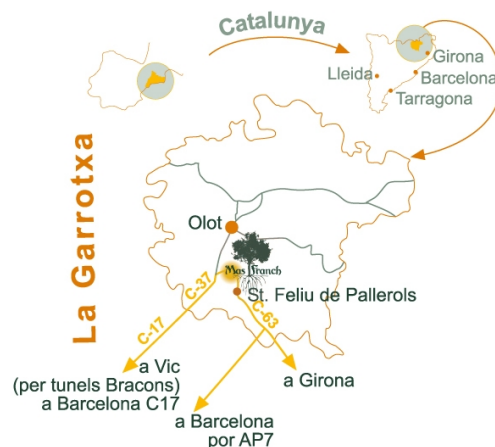 Catalunya
Girona
Lleida
Barcelona
Tarragona
La Garrotxa
Olot
Mas Franch
C-37
St. Feliu de Pallerols
C-17
C-63
a Vic
(per tunels Bracons)
a Barcelona C17
a Girona
a Barcelona
por AP7